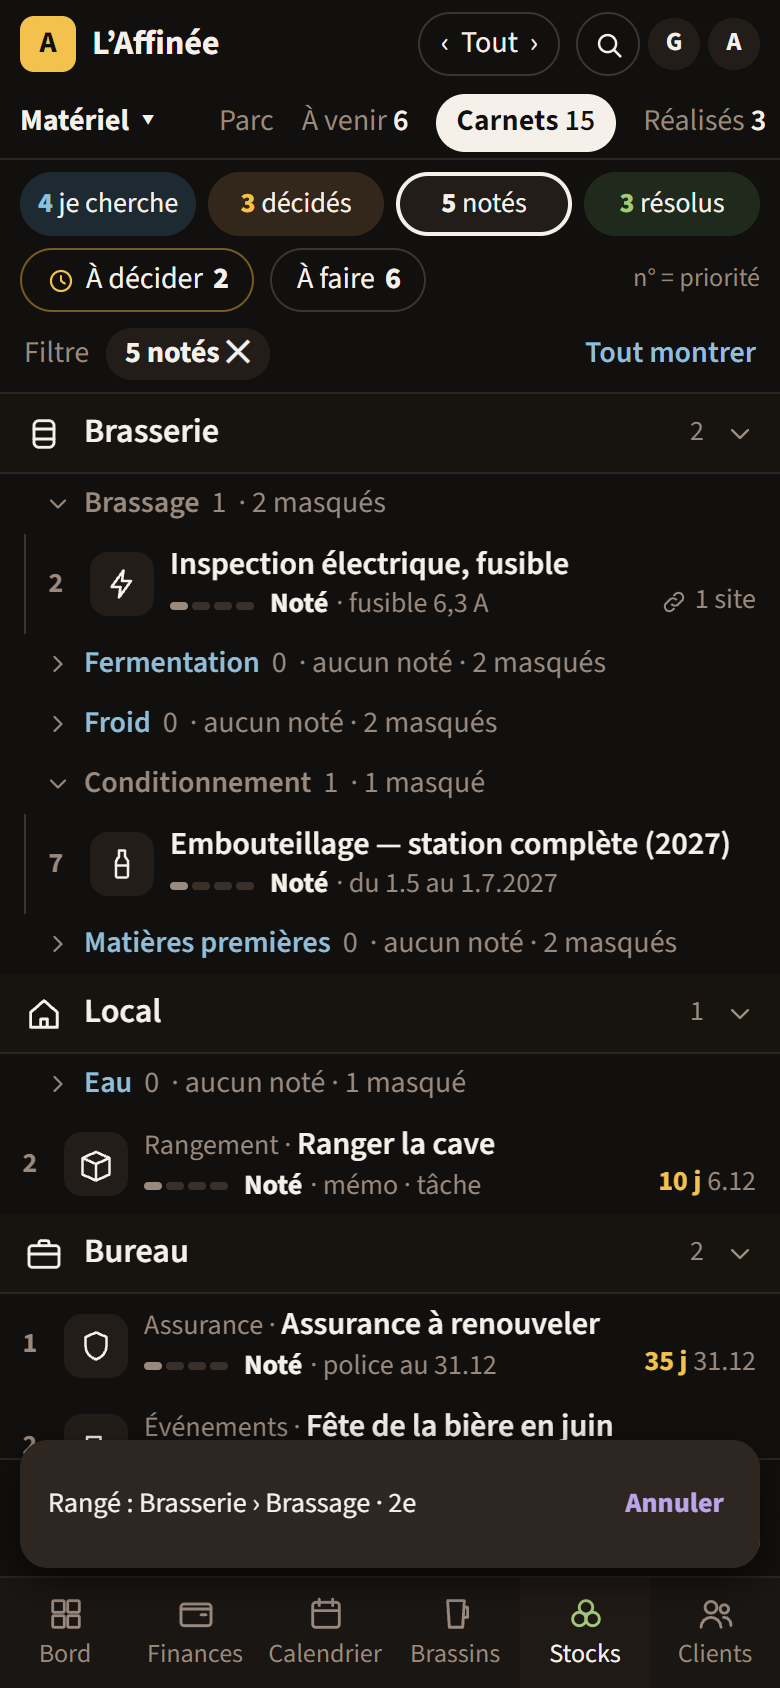 A L’Affinée ‹ Tout › G A
Matériel ▼ Parc À venir 6 Carnets 15 Réalisés 3
4 je cherche 3 décidés 5 notés 3 résolus
À décider 2 À faire 6 n° = priorité
Filtre 5 notés ✕ Tout montrer
Brasserie 2
Brassage 1 · 2 masqués
2 Inspection électrique, fusible
Noté · fusible 6,3 A 1 site
Fermentation 0 · aucun noté · 2 masqués
Froid 0 · aucun noté · 2 masqués
Conditionnement 1 · 1 masqué
7 Embouteillage — station complète (2027)
Noté · du 1.5 au 1.7.2027
Matières premières 0 · aucun noté · 2 masqués
Local 1
Eau 0 · aucun noté · 1 masqué
2 Rangement · Ranger la cave
Noté · mémo · tâche 10 j 6.12
Bureau 2
1 Assurance · Assurance à renouveler
Noté · police au 31.12 35 j 31.12
2 Événements · Fête de la bière en juin
Rangé : Brasserie › Brassage · 2e Annuler
Bord Finances Calendrier Brassins Stocks Clients